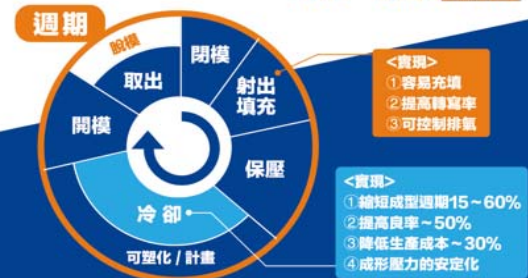 週期
脫模
取出
閉模
射出
填充
開模
保壓
冷卻
可塑化 / 計畫
<實現>
①容易充填
②提高轉寫率
③可控制排氣
<實現>
①縮短成型週期15～60%
②提高良率～50%
③降低生產成本～30%
④成形壓力的安定化